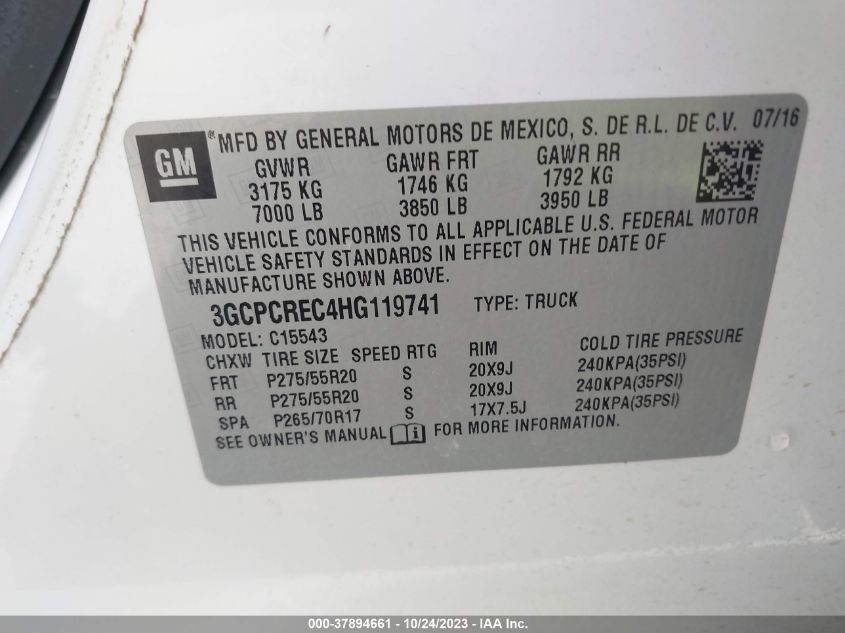 GM ® MFD BY GENERAL MOTORS DE MEXICO, S. DE R.L. DE C.V. 07/16
GVWR GAWR FRT GAWR RR
3175 KG 1746 KG 1792 KG
7000 LB 3850 LB 3950 LB
THIS VEHICLE CONFORMS TO ALL APPLICABLE U.S. FEDERAL MOTOR
VEHICLE SAFETY STANDARDS IN EFFECT ON THE DATE OF
MANUFACTURE SHOWN ABOVE.
3GCPCREC4HG119741 TYPE: TRUCK
MODEL: C15543
CHXW TIRE SIZE SPEED RTG RIM COLD TIRE PRESSURE
FRT P275/55R20 S 20X9J 240KPA(35PSI)
RR P275/55R20 S 20X9J 240KPA(35PSI)
SPA P265/70R17 S 17X7.5J 240KPA(35PSI)
SEE OWNER'S MANUAL FOR MORE INFORMATION.
000-37894661 - 10/24/2023 - IAA Inc.